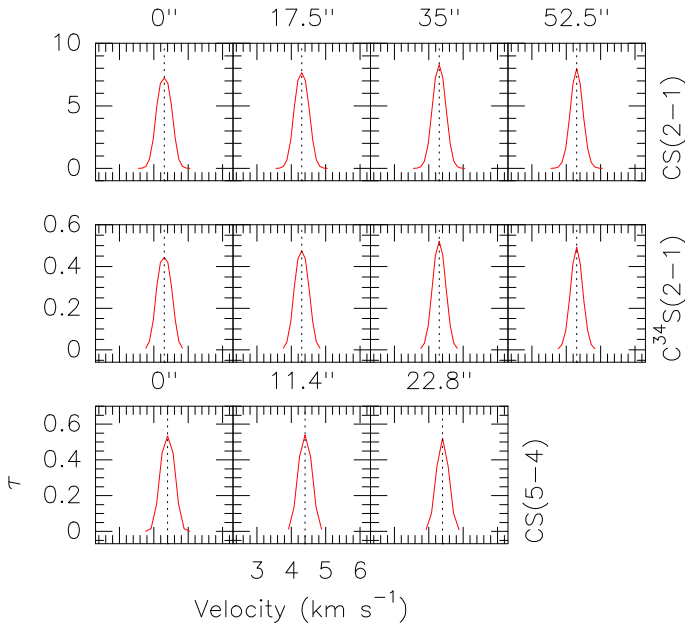 0" 17.5" 35" 52.5"
10
5
0
CS(2−1)
0.6
0.4
0.2
0
C³⁴S(2−1)
0" 11.4" 22.8"
0.6
0.4
0.2
0
τ
CS(5−4)
3 4 5 6
Velocity (km s⁻¹)